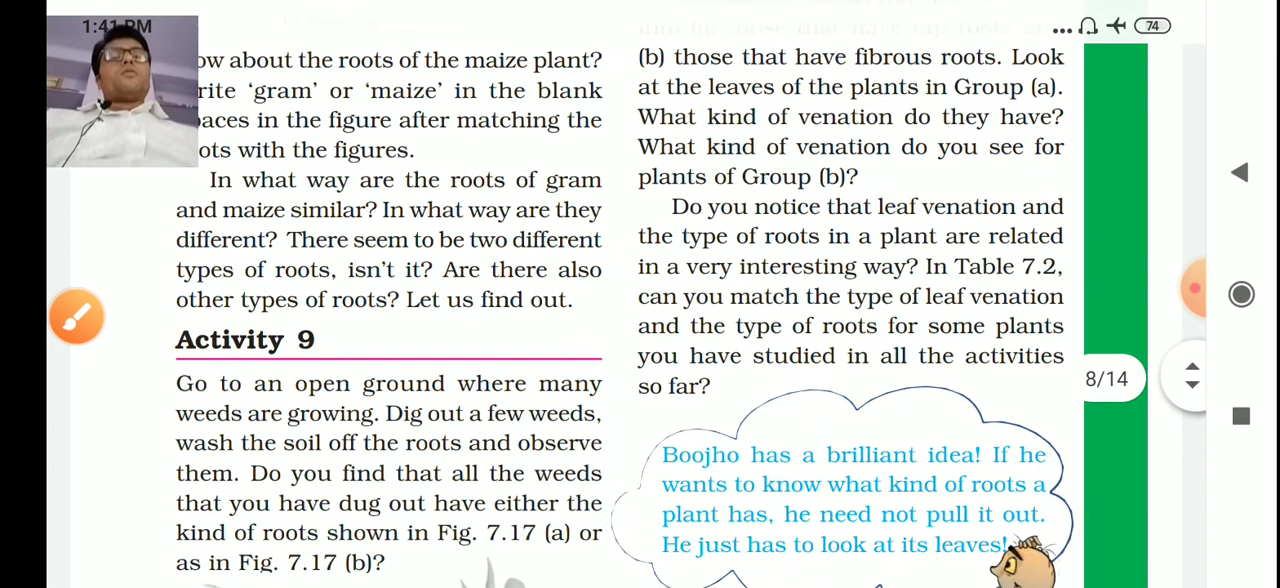 1:41 PM
74
ow about the roots of the maize plant?
rite 'gram' or 'maize' in the blank
aces in the figure after matching the
ots with the figures.
In what way are the roots of gram
and maize similar? In what way are they
different? There seem to be two different
types of roots, isn't it? Are there also
other types of roots? Let us find out.
Activity 9
Go to an open ground where many
weeds are growing. Dig out a few weeds,
wash the soil off the roots and observe
them. Do you find that all the weeds
that you have dug out have either the
kind of roots shown in Fig. 7.17 (a) or
as in Fig. 7.17 (b)?
(b) those that have fibrous roots. Look
at the leaves of the plants in Group (a).
What kind of venation do they have?
What kind of venation do you see for
plants of Group (b)?
Do you notice that leaf venation and
the type of roots in a plant are related
in a very interesting way? In Table 7.2,
can you match the type of leaf venation
and the type of roots for some plants
you have studied in all the activities
so far?
Boojho has a brilliant idea! If he
wants to know what kind of roots a
plant has, he need not pull it out.
He just has to look at its leaves!
8/14